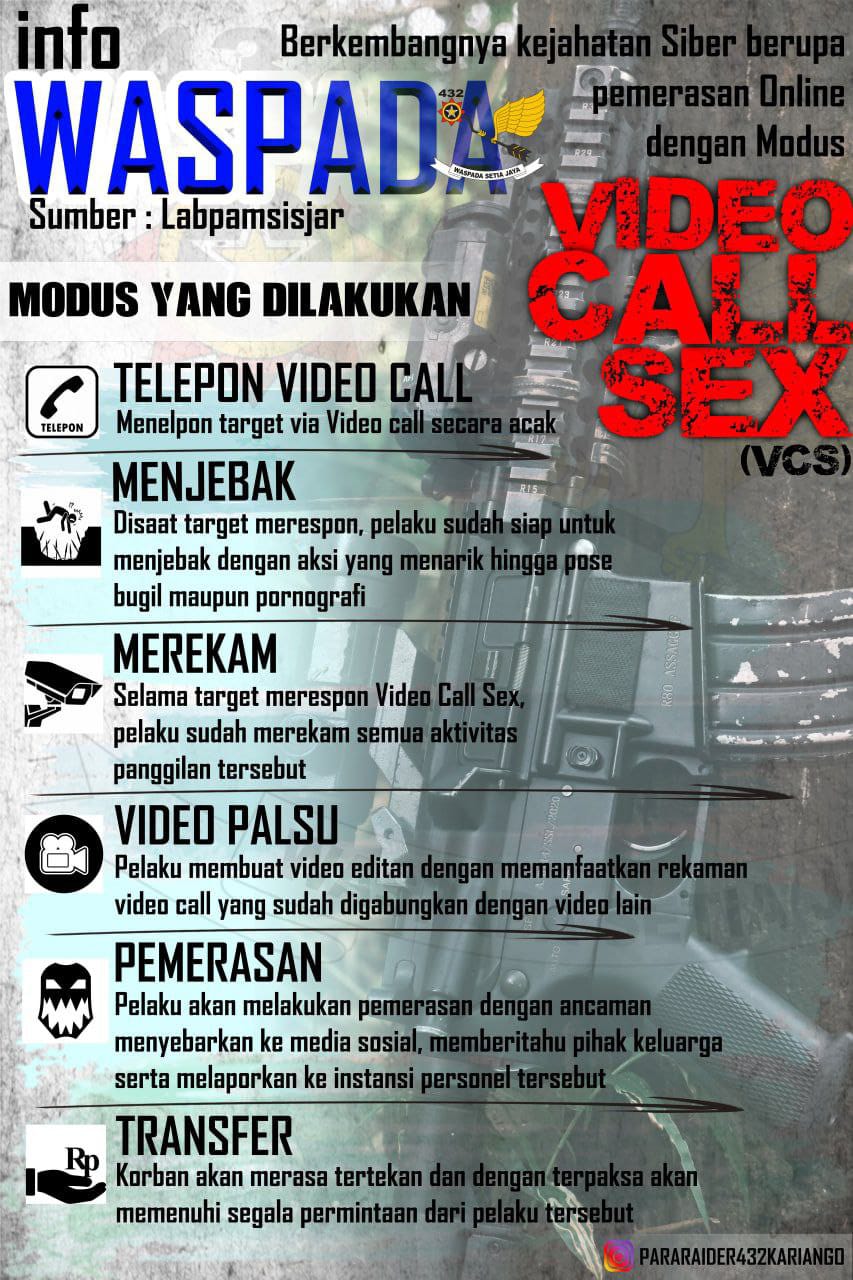 info
WASPADA
432
WASPADA SETIA JAYA
Sumber : Labpamsisjar
Berkembangnya kejahatan Siber berupa
pemerasan Online
dengan Modus
VIDEO
CALL
SEX
(VCS)
MODUS YANG DILAKUKAN
TELEPON
TELEPON VIDEO CALL
Menelpon target via Video call secara acak
MENJEBAK
Disaat target merespon, pelaku sudah siap untuk
menjebak dengan aksi yang menarik hingga pose
bugil maupun pornografi
MEREKAM
Selama target merespon Video Call Sex,
pelaku sudah merekam semua aktivitas
panggilan tersebut
VIDEO PALSU
Pelaku membuat video editan dengan memanfaatkan rekaman
video call yang sudah digabungkan dengan video lain
PEMERASAN
Pelaku akan melakukan pemerasan dengan ancaman
menyebarkan ke media sosial, memberitahu pihak keluarga
serta melaporkan ke instansi personel tersebut
Rp
TRANSFER
Korban akan merasa tertekan dan dengan terpaksa akan
memenuhi segala permintaan dari pelaku tersebut
PARARAIDER432KARIANGO